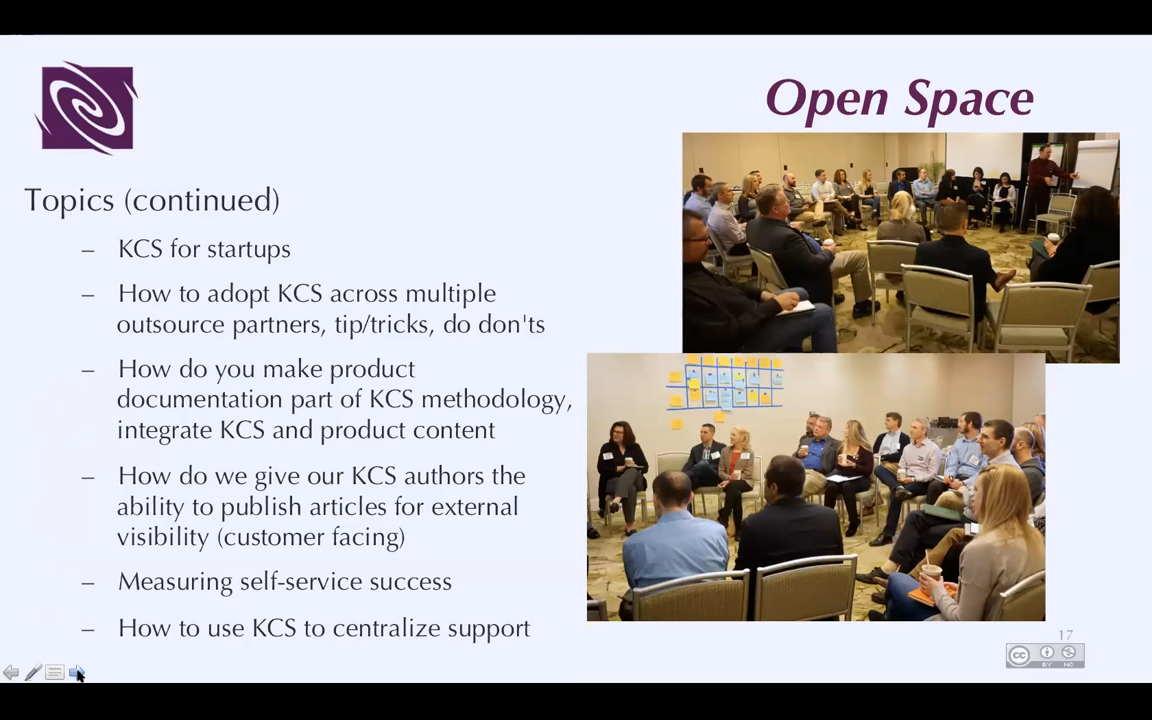 Open Space
Topics (continued)
– KCS for startups
– How to adopt KCS across multiple
outsource partners, tip/tricks, do don'ts
– How do you make product
documentation part of KCS methodology,
integrate KCS and product content
– How do we give our KCS authors the
ability to publish articles for external
visibility (customer facing)
– Measuring self-service success
– How to use KCS to centralize support
17
cc
BY NC